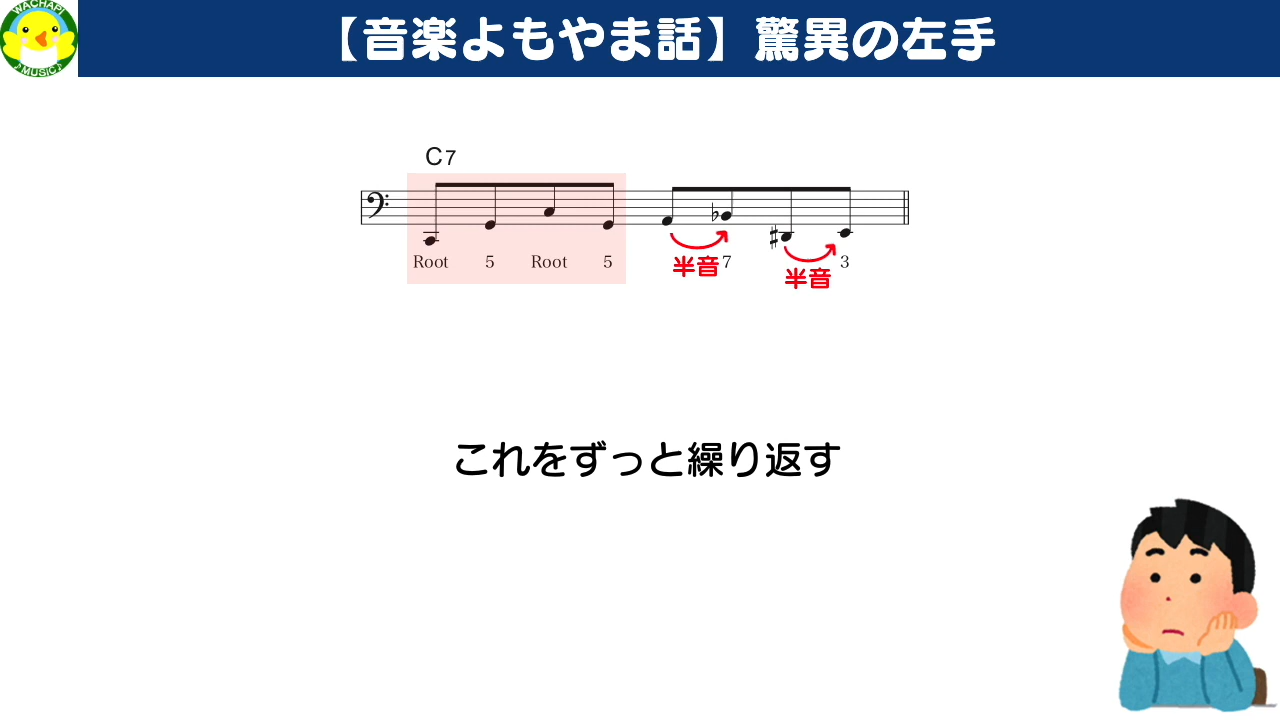 WACHAPI
♪MUSIC♪
【音楽よもやま話】驚異の左手
C7
Root 5 Root 5 半音 7 半音 3
これをずっと繰り返す